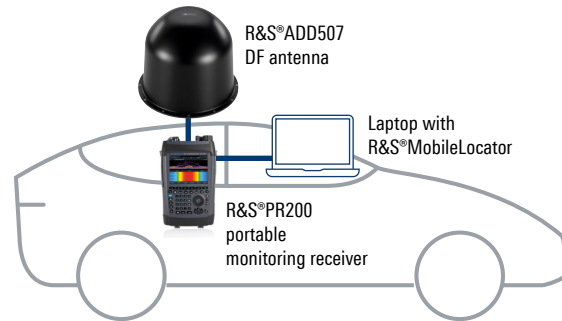 R&S®ADD507
DF antenna
Laptop with
R&S®MobileLocator
R&S®PR200
portable
monitoring receiver